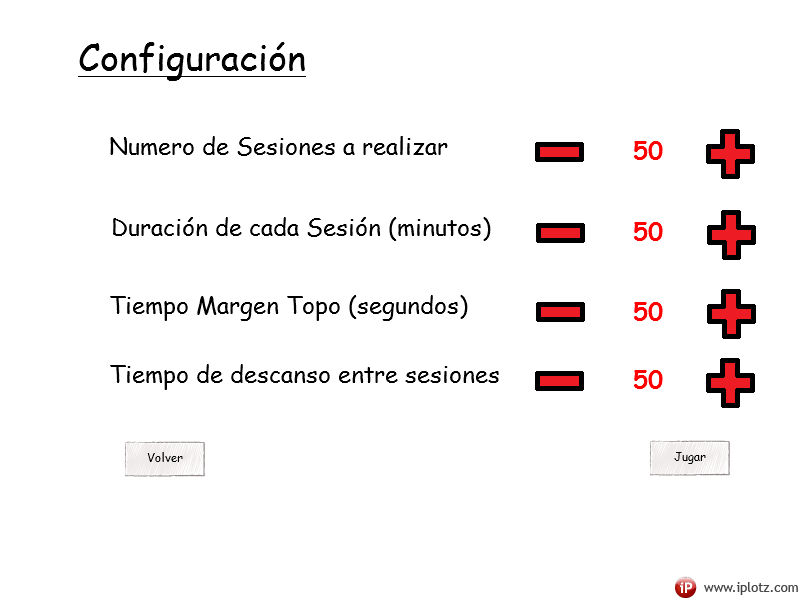 Configuración
Numero de Sesiones a realizar 50
Duración de cada Sesión (minutos) 50
Tiempo Margen Topo (segundos) 50
Tiempo de descanso entre sesiones 50
Volver Jugar
iP www.iplotz.com